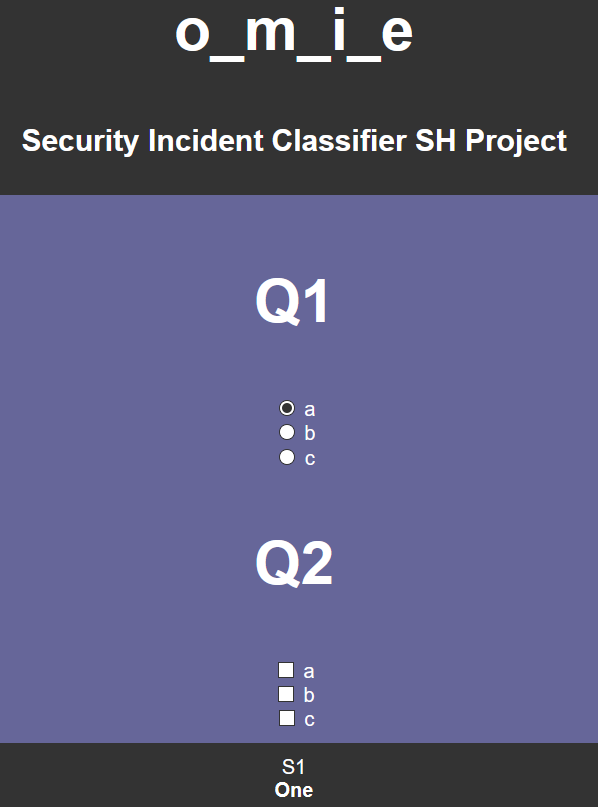 o_m_i_e
Security Incident Classifier SH Project
Q1
a
b
c
Q2
a
b
c
S1
One